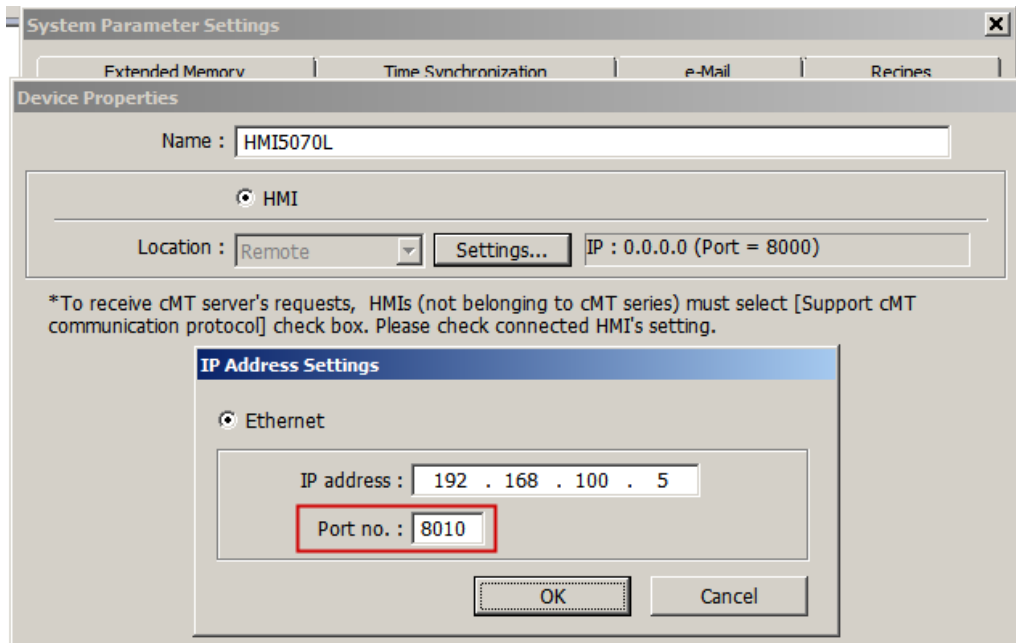 System Parameter Settings
Extended Memory Time Synchronization e-Mail Recipes
Device Properties
Name : HMI5070L
HMI
Location : Remote Settings... IP : 0.0.0.0 (Port = 8000)
*To receive cMT server's requests, HMIs (not belonging to cMT series) must select [Support cMT
communication protocol] check box. Please check connected HMI's setting.
IP Address Settings
Ethernet
IP address : 192 . 168 . 100 . 5
Port no. : 8010
OK Cancel